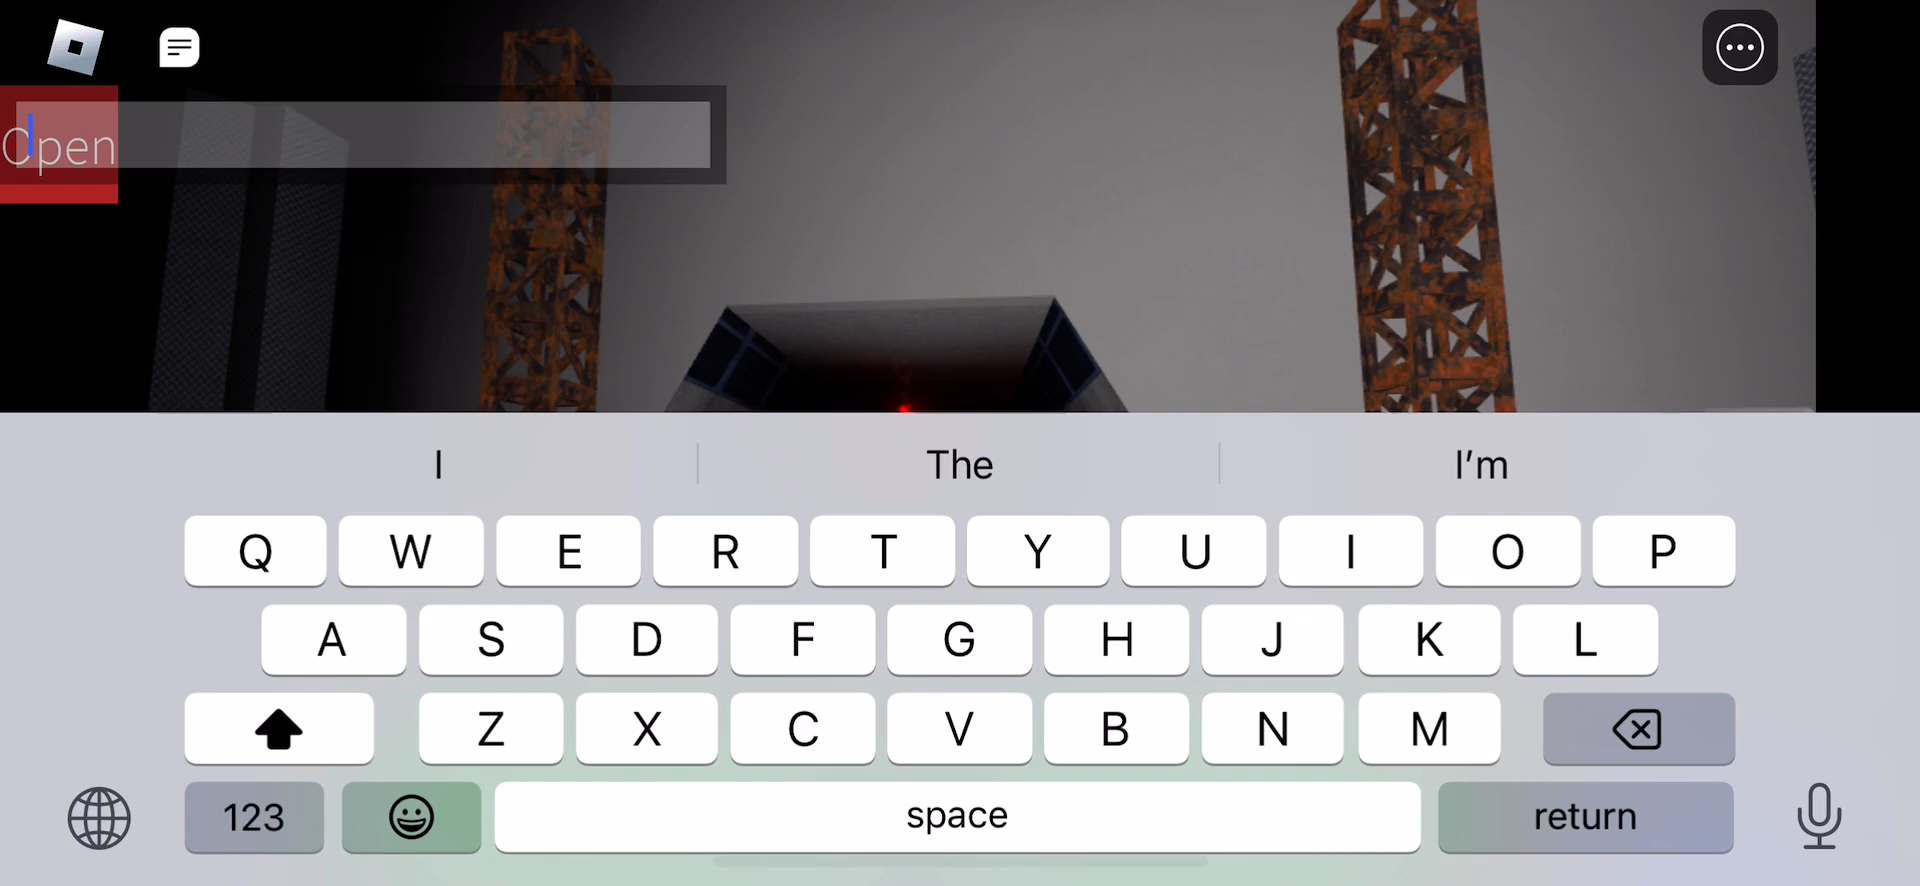 Open
I The I’m
Q W E R T Y U I O P
A S D F G H J K L
Z X C V B N M
123 space return